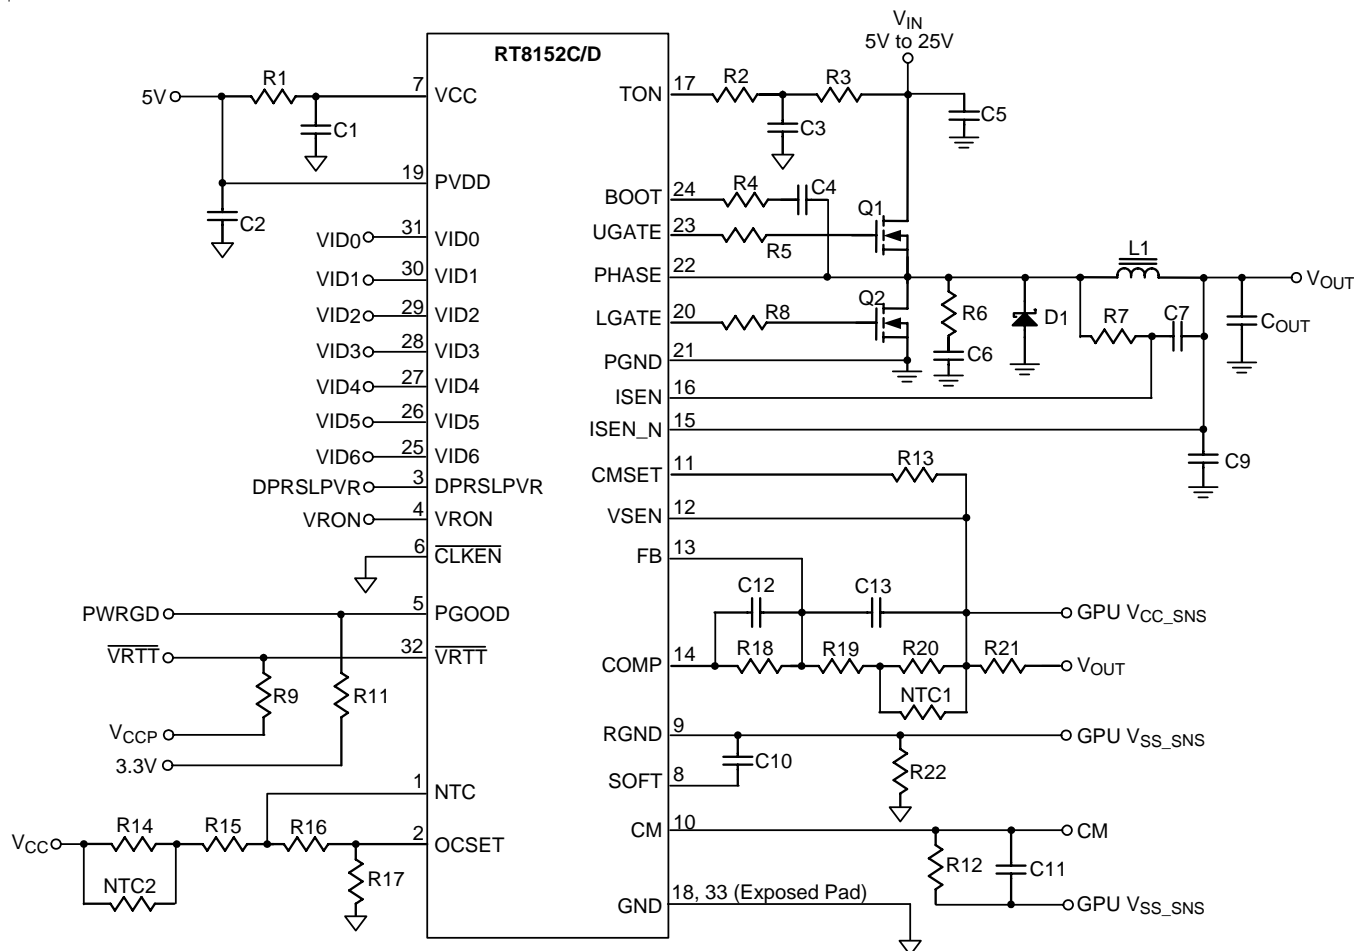 V_IN
5V to 25V
RT8152C/D
5V
R1
7
VCC
C1
TON
17
R2
R3
C3
C5
19
PVDD
C2
BOOT
24
R4
C4
UGATE
23
R5
Q1
PHASE
22
L1
V_OUT
LGATE
20
R8
Q2
R6
C6
D1
R7
C7
C_OUT
PGND
21
ISEN
16
ISEN_N
15
C9
VID0
31
VID0
VID1
30
VID1
VID2
29
VID2
VID3
28
VID3
VID4
27
VID4
VID5
26
VID5
VID6
25
VID6
DPRSLPVR
3
DPRSLPVR
VRON
4
VRON
6
CLKEN
CMSET
11
R13
VSEN
12
FB
13
C12
C13
GPU V_CC_SNS
PWRGD
5
PGOOD
VRTT
32
VRTT
R9
R11
V_CCP
3.3V
COMP
14
R18
R19
R20
R21
V_OUT
NTC1
RGND
9
GPU V_SS_SNS
C10
R22
SOFT
8
1
NTC
V_CC
R14
R15
R16
2
OCSET
NTC2
R17
CM
10
CM
R12
C11
GPU V_SS_SNS
GND
18, 33 (Exposed Pad)